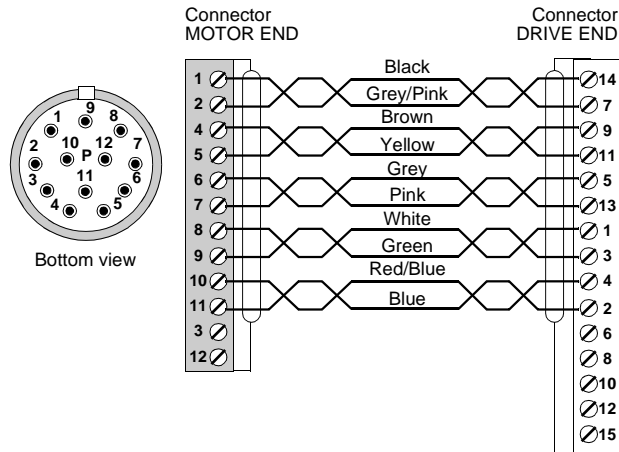 Connector
MOTOR END
Connector
DRIVE END
9
1
8
10
12
2
P
7
3
11
6
4
5
Bottom view
1
Black
14
2
Grey/Pink
7
4
Brown
9
5
Yellow
11
6
Grey
5
7
Pink
13
8
White
1
9
Green
3
10
Red/Blue
4
11
Blue
2
3
6
12
8
10
12
15